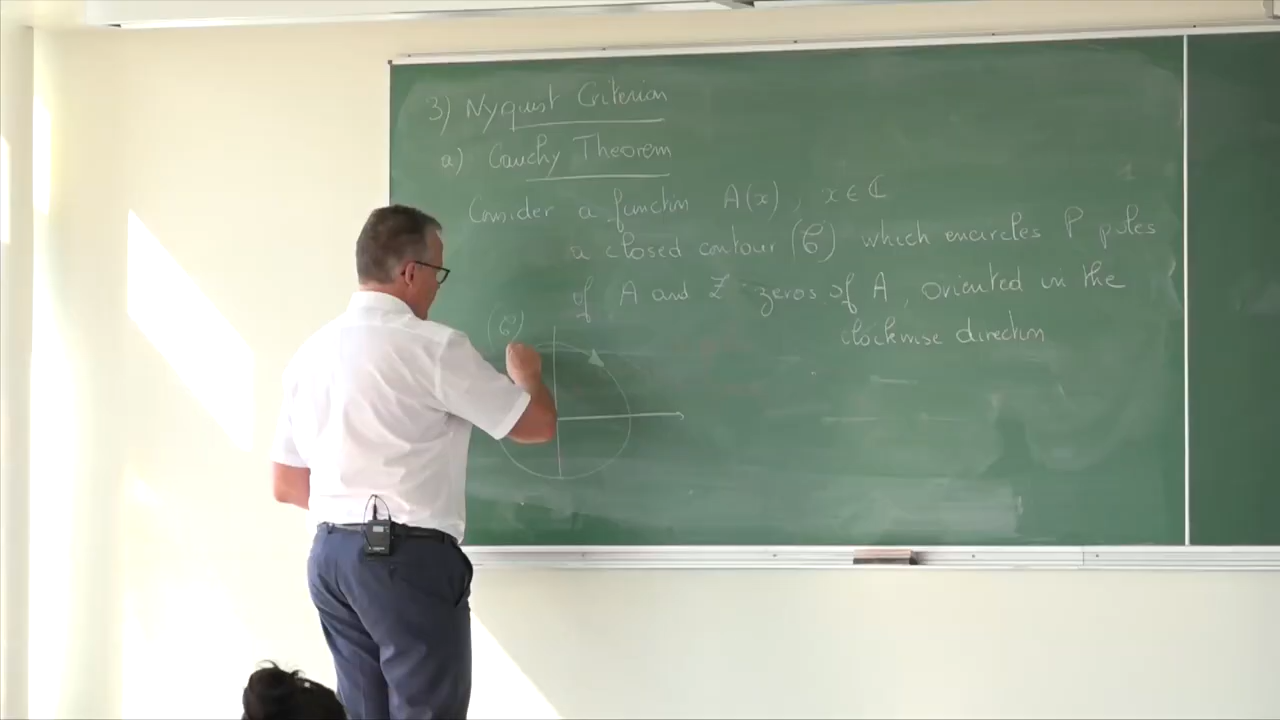 3) Nyquist Criterion
a) Cauchy Theorem
Consider a function A(x), x ∈ ℂ
a closed contour (C) which encircles P poles
of A and Z zeros of A, oriented in the
clockwise direction
(C)